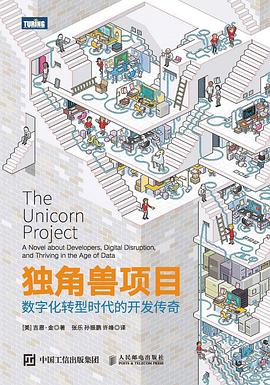 TURING
The
Unicorn
Project
A Novel about Developers, Digital Disruption,
and Thriving in the Age of Data
独角兽项目
数字化转型时代的开发传奇
[美] 吉恩·金◎著 张乐 孙振鹏 许峰◎译
中国工信出版集团 人民邮电出版社